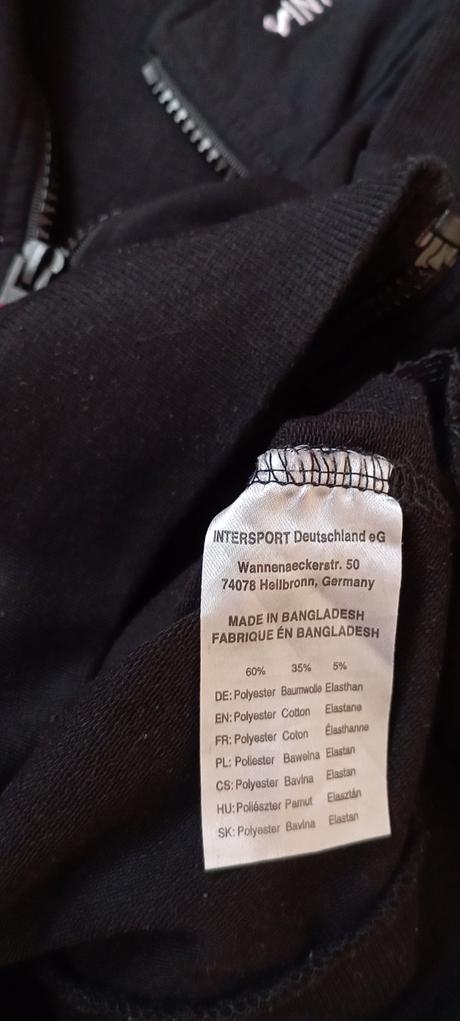 INTERSPORT Deutschland eG
Wannenaeckerstr. 50
74078 Heilbronn, Germany
MADE IN BANGLADESH
FABRIQUE ÉN BANGLADESH
60% 35% 5%
DE: Polyester Baumwolle Elasthan
EN: Polyester Cotton Elastane
FR: Polyester Coton Élasthanne
PL: Poliester Bawełna Elastan
CS: Polyester Bavlna Elastan
HU: Poliészter Pamut Elasztán
SK: Polyester Bavlna Elastan